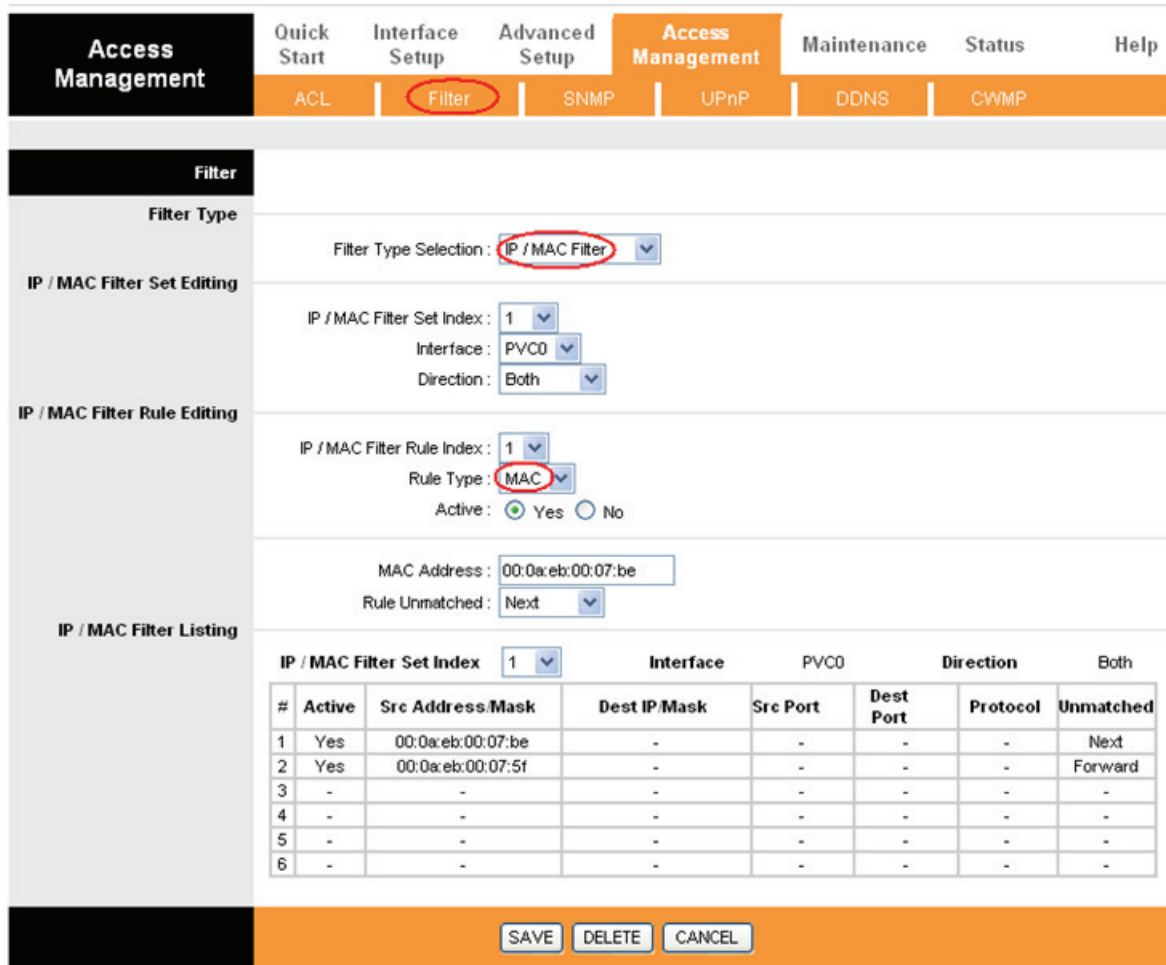 Access Management
Quick Start
Interface Setup
Advanced Setup
Access Management
Maintenance
Status
Help
ACL
Filter
SNMP
UPnP
DDNS
CWMP
Filter
Filter Type
Filter Type Selection : IP / MAC Filter
IP / MAC Filter Set Editing
IP / MAC Filter Set Index : 1
Interface : PVC0
Direction : Both
IP / MAC Filter Rule Editing
IP / MAC Filter Rule Index : 1
Rule Type : MAC
Active : Yes No
MAC Address : 00:0a:eb:00:07:be
Rule Unmatched : Next
IP / MAC Filter Listing
IP / MAC Filter Set Index 1 Interface PVC0 Direction Both
# Active Src Address/Mask Dest IP/Mask Src Port Dest Port Protocol Unmatched
1 Yes 00:0a:eb:00:07:be - - - - Next
2 Yes 00:0a:eb:00:07:5f - - - - Forward
3 - - - - - - -
4 - - - - - - -
5 - - - - - - -
6 - - - - - - -
SAVE DELETE CANCEL